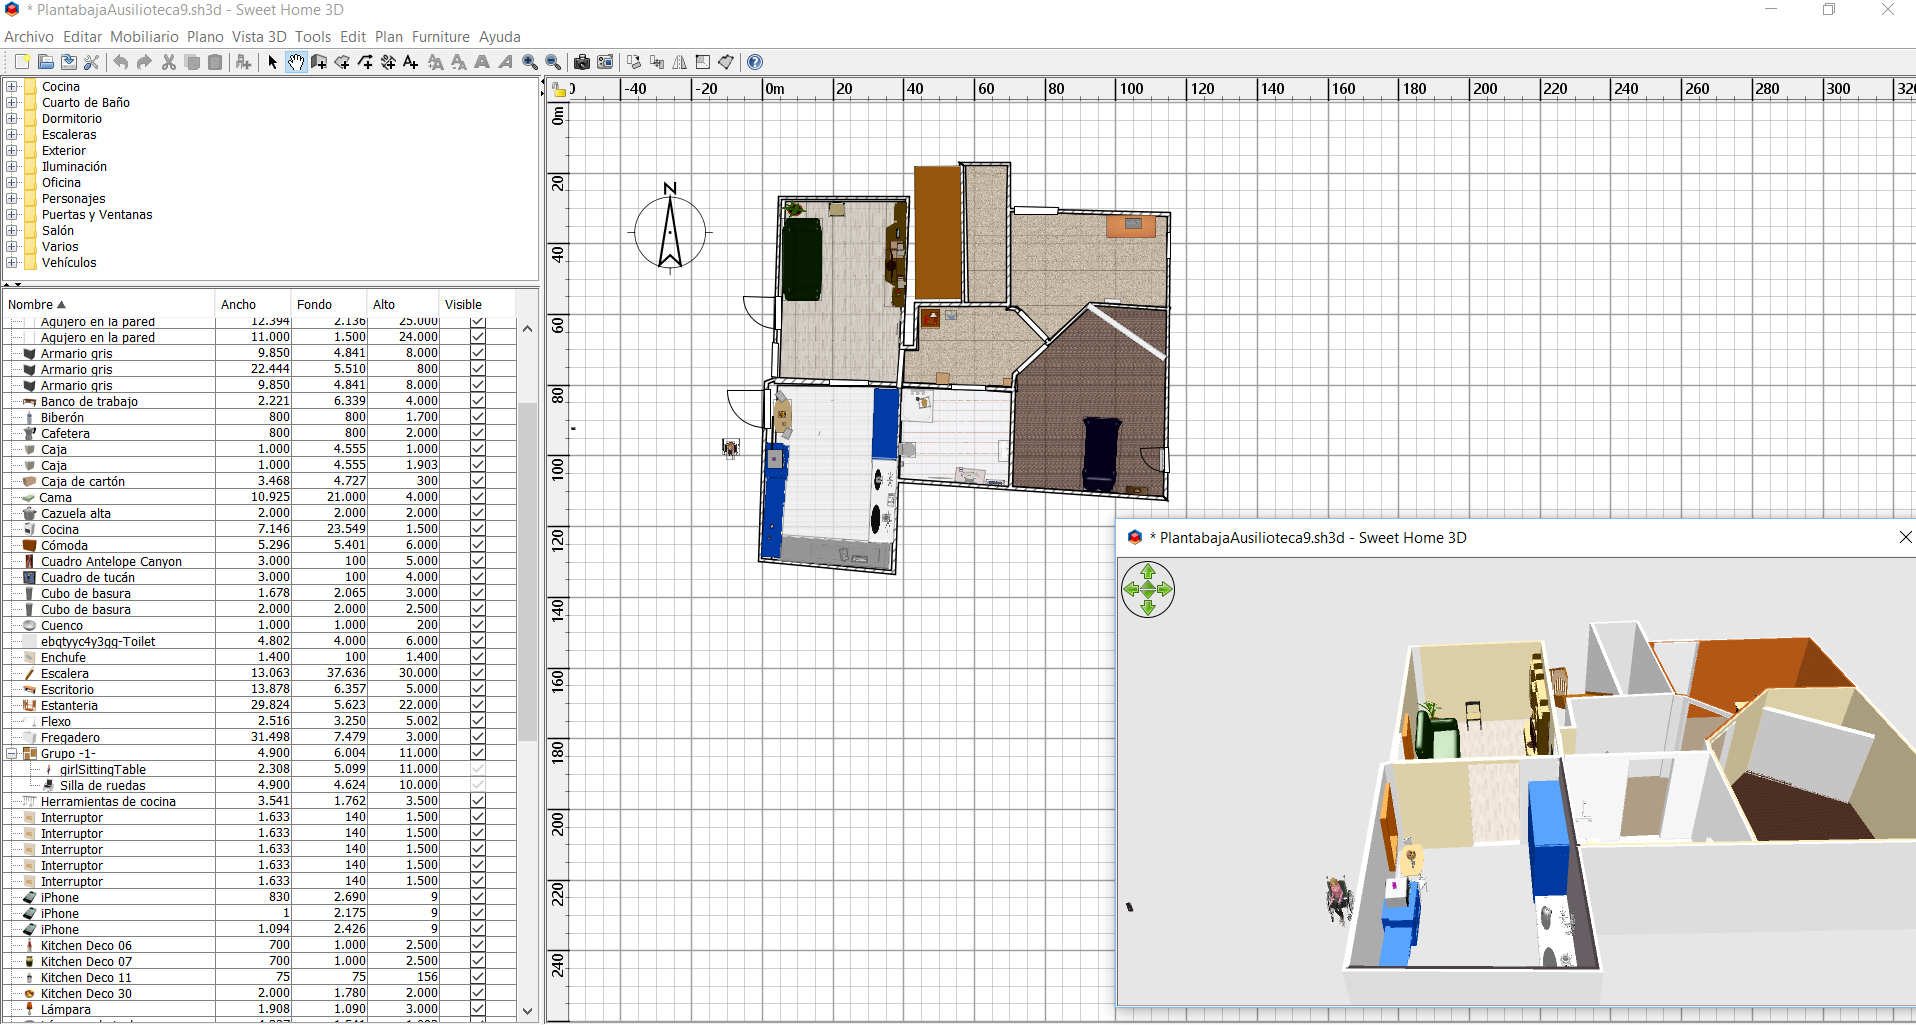 * PlantabajaAusilioteca9.sh3d - Sweet Home 3D
Archivo Editar Mobiliario Plano Vista 3D Tools Edit Plan Furniture Ayuda
Cocina
Cuarto de Baño
Dormitorio
Escaleras
Exterior
Iluminación
Oficina
Personajes
Puertas y Ventanas
Salón
Varios
Vehículos
Nombre Ancho Fondo Alto Visible
Agujero en la pared 12.394 2.136 25.000
Agujero en la pared 11.000 1.500 24.000
Armario gris 9.850 4.841 8.000
Armario gris 22.444 5.510 800
Armario gris 9.850 4.841 8.000
Banco de trabajo 2.221 6.339 4.000
Biberón 800 800 1.700
Cafetera 800 800 2.000
Caja 1.000 4.555 1.000
Caja 1.000 4.555 1.903
Caja de cartón 3.468 4.727 300
Cama 10.925 21.000 4.000
Cazuela alta 2.000 2.000 2.000
Cocina 7.146 23.549 1.500
Cómoda 5.296 5.401 6.000
Cuadro Antelope Canyon 3.000 100 5.000
Cuadro de tucán 3.000 100 4.000
Cubo de basura 1.678 2.065 3.000
Cubo de basura 2.000 2.000 2.500
Cuenco 1.000 1.000 200
ebqtyyc4y3gg-Toilet 4.802 4.000 6.000
Enchufe 1.400 100 1.400
Escalera 13.063 37.636 30.000
Escritorio 13.878 6.357 5.000
Estanteria 29.824 5.623 22.000
Flexo 2.516 3.250 5.002
Fregadero 31.498 7.479 3.000
Grupo -1- 4.900 6.004 11.000
girlSittingTable 2.308 5.099 11.000
Silla de ruedas 4.900 4.624 10.000
Herramientas de cocina 3.541 1.762 3.500
Interruptor 1.633 140 1.500
Interruptor 1.633 140 1.500
Interruptor 1.633 140 1.500
Interruptor 1.633 140 1.500
Interruptor 1.633 140 1.500
iPhone 830 2.690 9
iPhone 1 2.175 9
iPhone 1.094 2.426 9
Kitchen Deco 06 700 1.000 2.500
Kitchen Deco 07 700 1.000 2.500
Kitchen Deco 11 75 75 156
Kitchen Deco 30 2.000 1.780 2.000
Lámpara 1.908 1.090 3.000
-40 -20 0m 20 40 60 80 100 120 140 160 180 200 220 240 260 280 300 320
0m
20
40
60
80
100
120
140
160
180
200
220
240
N
* PlantabajaAusilioteca9.sh3d - Sweet Home 3D